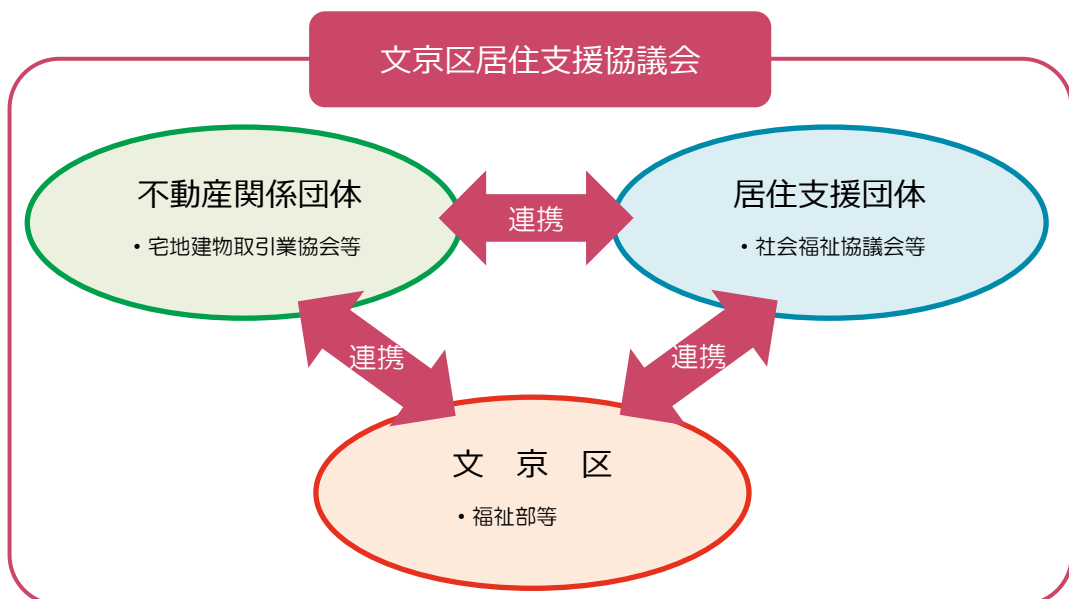 文京区居住支援協議会
不動産関係団体
・宅地建物取引業協会等
連携
居住支援団体
・社会福祉協議会等
連携
連携
文　京　区
・福祉部等